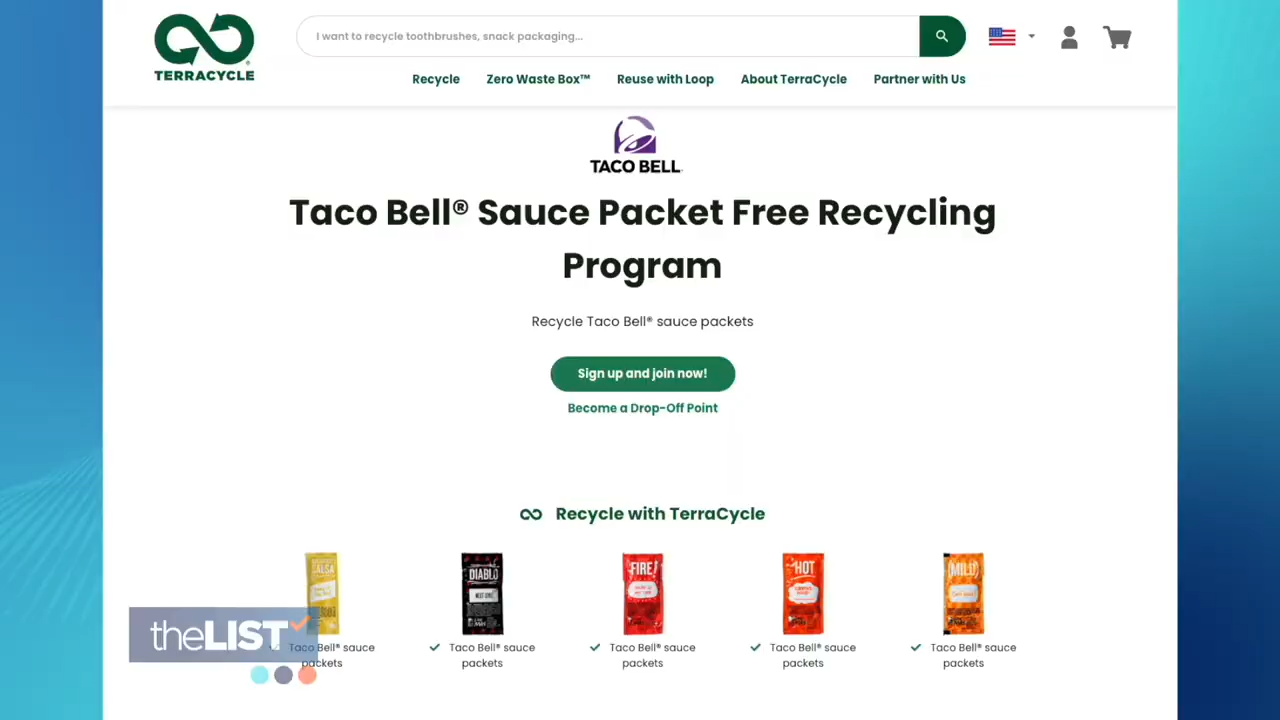 I want to recycle toothbrushes, snack packaging...
TERRACYCLE
Recycle Zero Waste Box™ Reuse with Loop About TerraCycle Partner with Us
TACO BELL
Taco Bell® Sauce Packet Free Recycling
Program
Recycle Taco Bell® sauce packets
Sign up and join now!
Become a Drop-Off Point
Recycle with TerraCycle
SALSA DIABLO FIRE! HOT MILD
theLIST
Taco Bell® sauce packets
Taco Bell® sauce packets
Taco Bell® sauce packets
Taco Bell® sauce packets
Taco Bell® sauce packets